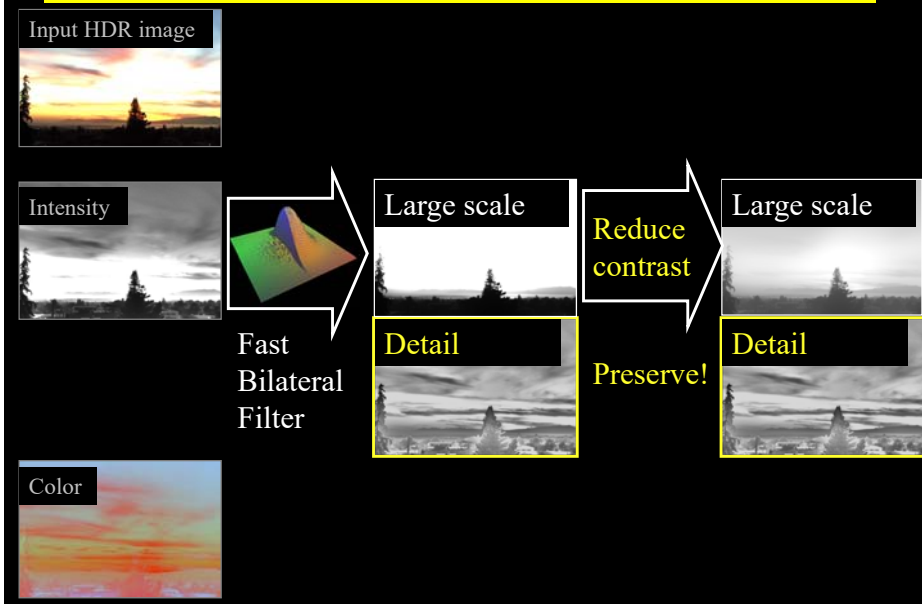 Input HDR image
Intensity
Large scale
Reduce
contrast
Large scale
Fast
Bilateral
Filter
Detail
Preserve!
Detail
Color